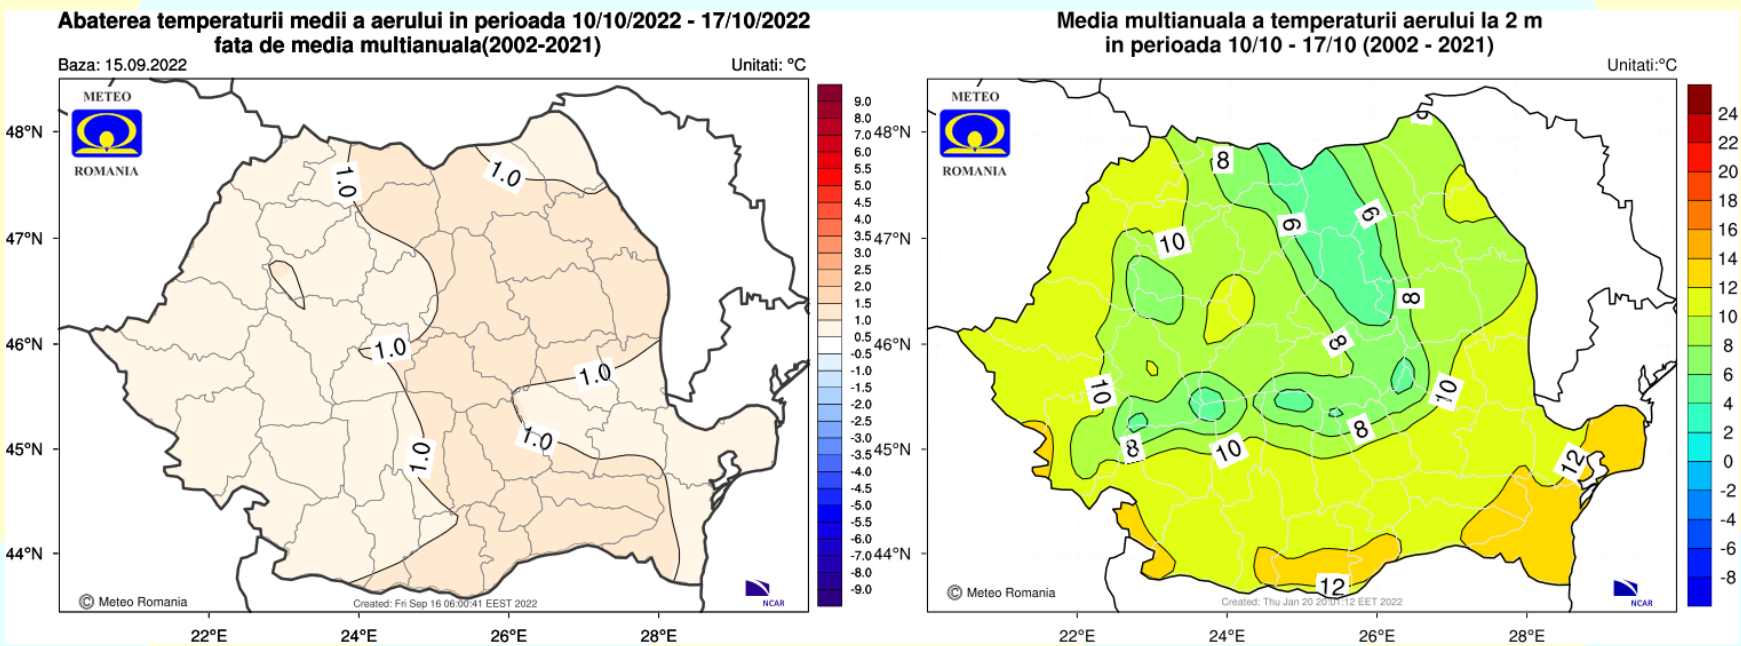 Abaterea temperaturii medii a aerului in perioada 10/10/2022 - 17/10/2022
fata de media multianuala(2002-2021)
Baza: 15.09.2022
Unitati: °C
METEO
ROMANIA
48°N
47°N
46°N
45°N
44°N
1.0
1.0
1.0
1.0
1.0
1.0
9.0
8.0
7.0
6.0
5.5
5.0
4.5
4.0
3.5
3.0
2.5
2.0
1.5
1.0
0.5
-0.5
-1.0
-1.5
-2.0
-2.5
-3.0
-3.5
-4.0
-4.5
-5.0
-5.5
-6.0
-7.0
-8.0
-9.0
© Meteo Romania
Created: Fri Sep 16 06:00:41 EEST 2022
NCAR
22°E
24°E
26°E
28°E
Media multianuala a temperaturii aerului la 2 m
in perioada 10/10 - 17/10 (2002 - 2021)
Unitati:°C
METEO
ROMANIA
48°N
47°N
46°N
45°N
44°N
8
6
6
10
8
8
10
10
8
8
10
12
12
24
22
20
18
16
14
12
10
8
6
4
2
0
-2
-4
-6
-8
© Meteo Romania
Created: Thu Jan 20 20:01:12 EET 2022
NCAR
22°E
24°E
26°E
28°E